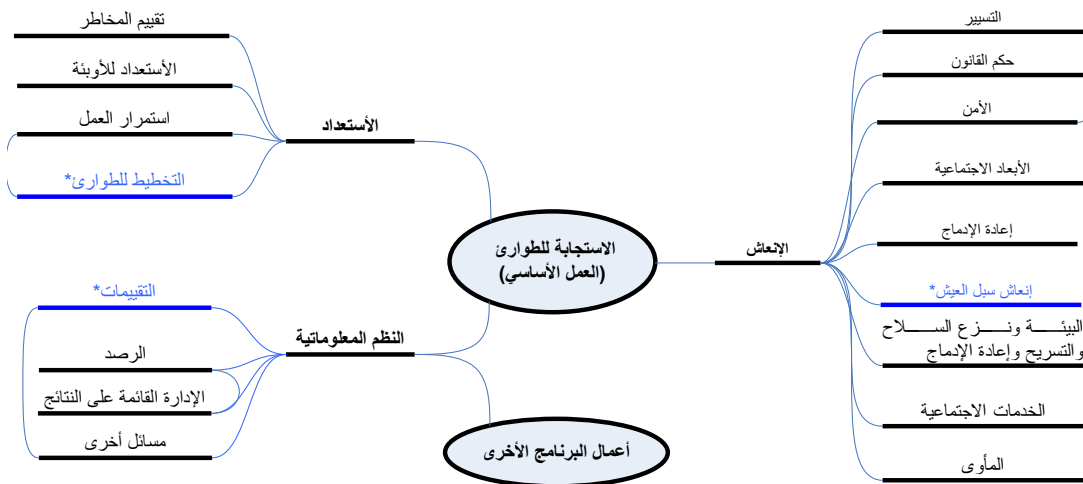 التسيير
حكم القانون
الأمن
الأبعاد الاجتماعية
إعادة الإدماج
إنعاش سبل العيش*
البيئة ونزع السلاح
والتسريح وإعادة الإدماج
الخدمات الاجتماعية
المأوى
الإنعاش
الاستجابة للطوارئ
(العمل الأساسي)
أعمال البرنامج الأخرى
الأستعداد
تقييم المخاطر
الأستعداد للأوبئة
استمرار العمل
التخطيط للطوارئ*
النظم المعلوماتية
التقييمات*
الرصد
الإدارة القائمة على النتائج
مسائل أخرى